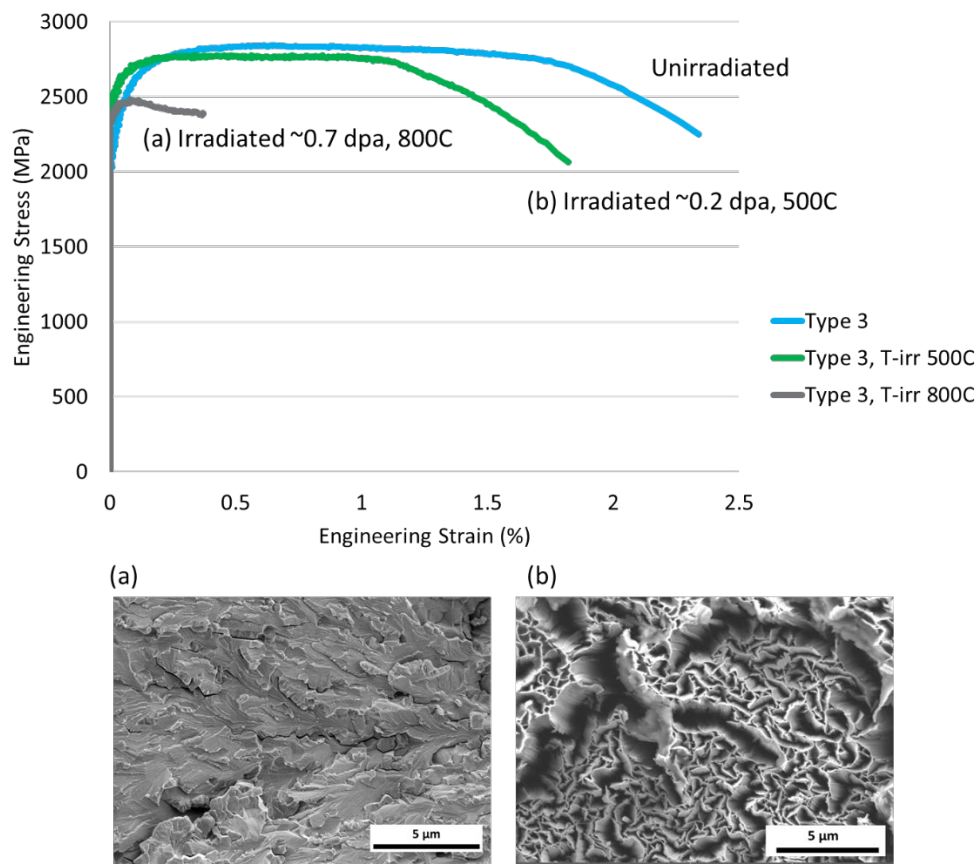 3000
2500
2000
1500
1000
500
0
Engineering Stress (MPa)
Unirradiated
(a) Irradiated ~0.7 dpa, 800C
(b) Irradiated ~0.2 dpa, 500C
Type 3
Type 3, T-irr 500C
Type 3, T-irr 800C
0 0.5 1 1.5 2 2.5
Engineering Strain (%)
(a)
(b)
5 µm
5 µm